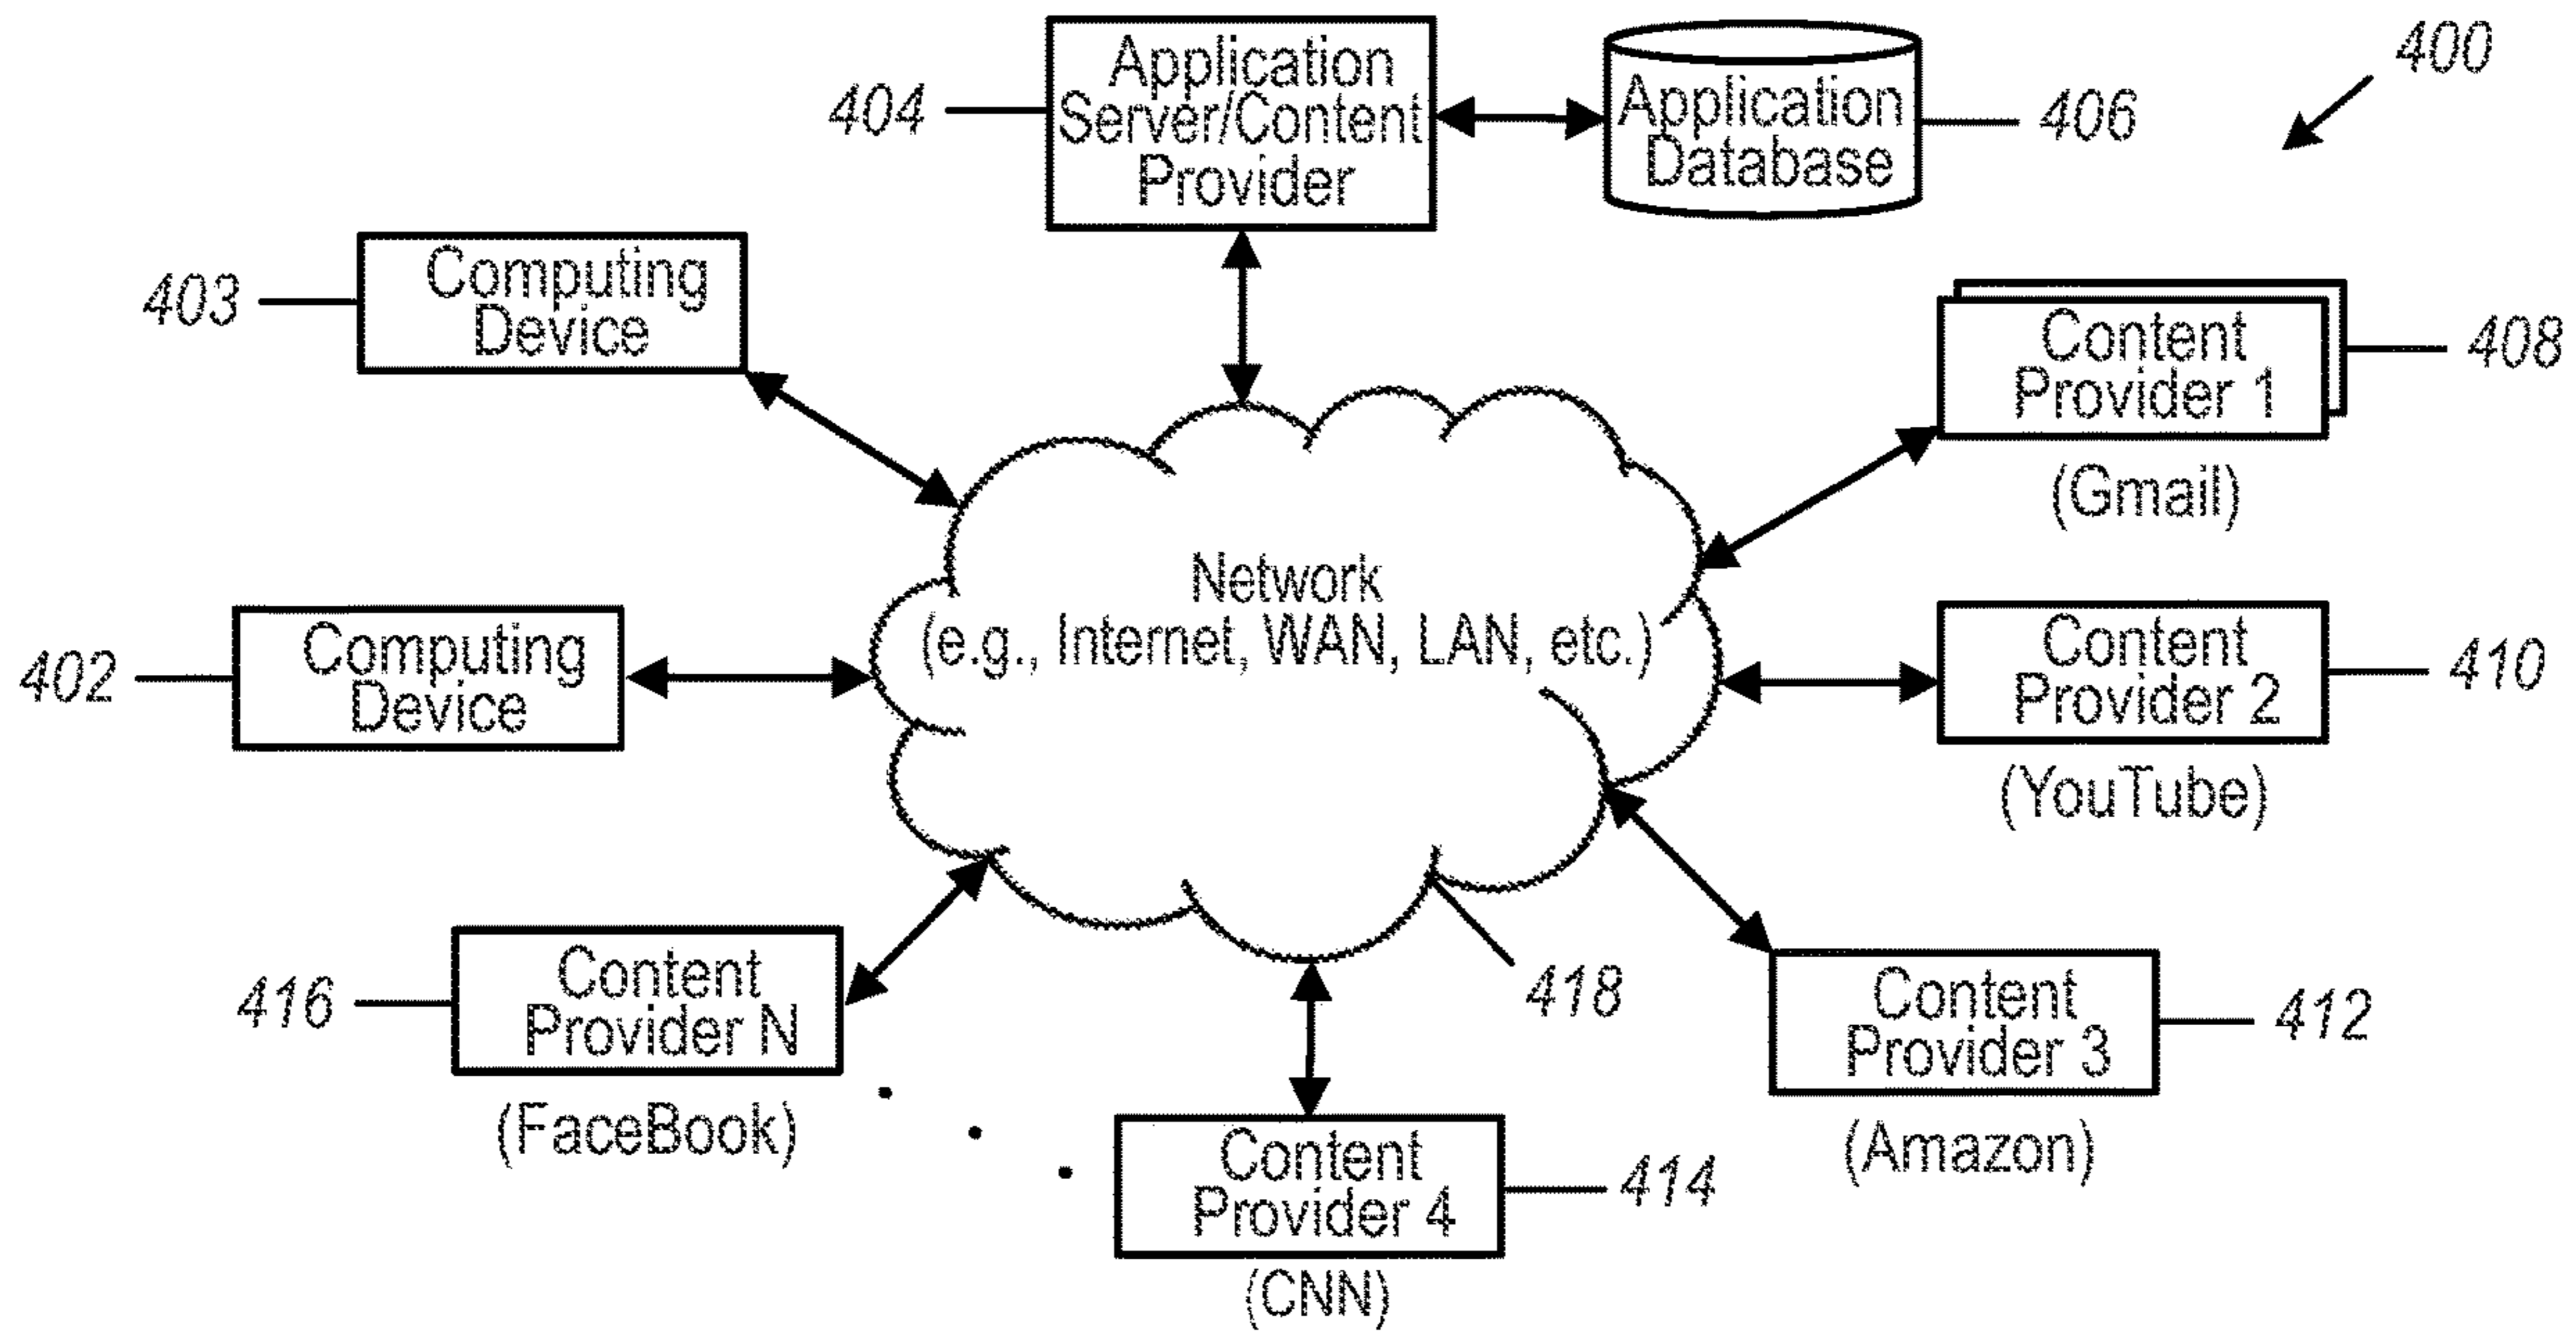 400
Application
Server/Content
Provider
404
Application
Database
406
Computing
Device
403
Content
Provider 1
408
(Gmail)
Network
(e.g., Internet, WAN, LAN, etc.)
Computing
Device
402
Content
Provider 2
410
(YouTube)
Content
Provider N
416
(FaceBook)
418
Content
Provider 3
412
(Amazon)
Content
Provider 4
414
(CNN)